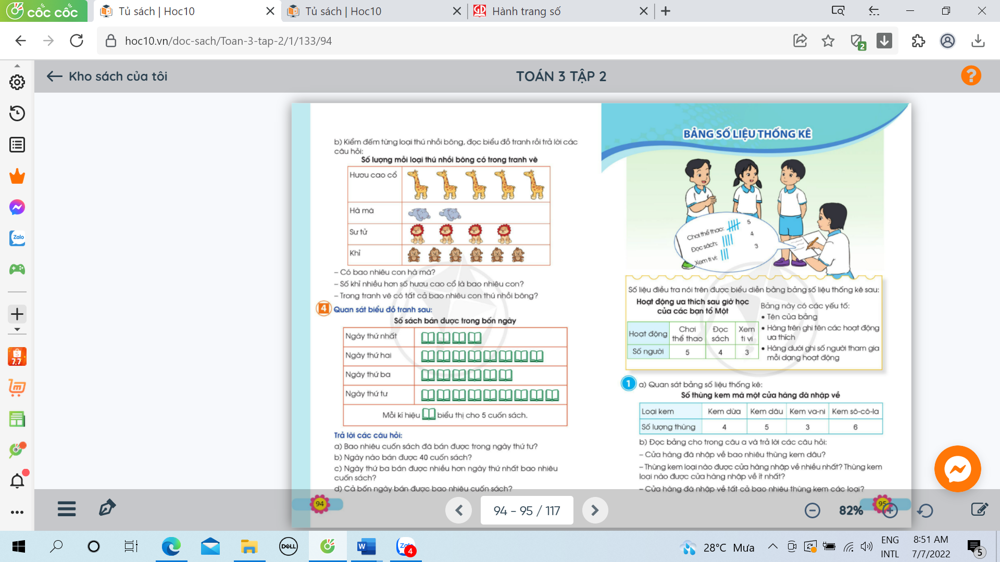 cốc cốc
Tủ sách | Hoc10
Tủ sách | Hoc10
Hành trang số
hoc10.vn/doc-sach/Toan-3-tap-2/1/133/94
2
Kho sách của tôi
TOÁN 3 TẬP 2
?
Zalo
7.7
b) Kiểm đếm từng loại thú nhồi bông, đọc biểu đồ tranh rồi trả lời các
câu hỏi:
Số lượng mỗi loại thú nhồi bông có trong tranh vẽ
Hươu cao cổ
Hà mã
Sư tử
Khỉ
– Có bao nhiêu con hà mã?
– Số khỉ nhiều hơn số hươu cao cổ là bao nhiêu con?
– Trong tranh vẽ có tất cả bao nhiêu con thú nhồi bông?
4 Quan sát biểu đồ tranh sau:
Số sách bán được trong bốn ngày
Ngày thứ nhất
Ngày thứ hai
Ngày thứ ba
Ngày thứ tư
Mỗi kí hiệu biểu thị cho 5 cuốn sách.
Trả lời các câu hỏi:
a) Bao nhiêu cuốn sách đã bán được trong ngày thứ tư?
b) Ngày nào bán được 40 cuốn sách?
c) Ngày thứ ba bán được nhiều hơn ngày thứ nhất bao nhiêu
cuốn sách?
d) Cả bốn ngày bán được bao nhiêu cuốn sách?
94
BẢNG SỐ LIỆU THỐNG KÊ
Chơi thể thao: 5
Đọc sách: 4
Xem ti vi: 3
Số liệu điều tra nói trên được biểu diễn bằng bảng số liệu thống kê sau:
Hoạt động ưa thích sau giờ học
của các bạn tổ Một
Hoạt động Chơi thể thao Đọc sách Xem ti vi
Số người 5 4 3
Bảng này có các yếu tố:
• Tên của bảng
• Hàng trên ghi tên các hoạt động
ưa thích
• Hàng dưới ghi số người tham gia
mỗi dạng hoạt động
1 a) Quan sát bảng số liệu thống kê:
Số thùng kem mà một cửa hàng đã nhập về
Loại kem Kem dừa Kem dâu Kem va-ni Kem sô-cô-la
Số lượng thùng 4 5 3 6
b) Đọc bảng cho trong câu a và trả lời các câu hỏi:
– Cửa hàng đã nhập về bao nhiêu thùng kem dâu?
– Thùng kem loại nào được cửa hàng nhập về nhiều nhất? Thùng kem
loại nào được cửa hàng nhập về ít nhất?
– Cửa hàng đã nhập về tất cả bao nhiêu thùng kem các loại?
95
94 - 95 / 117
82%
DELL
W
Zalo
4
28°C Mưa
ENG
INTL
8:51 AM
7/7/2022
5